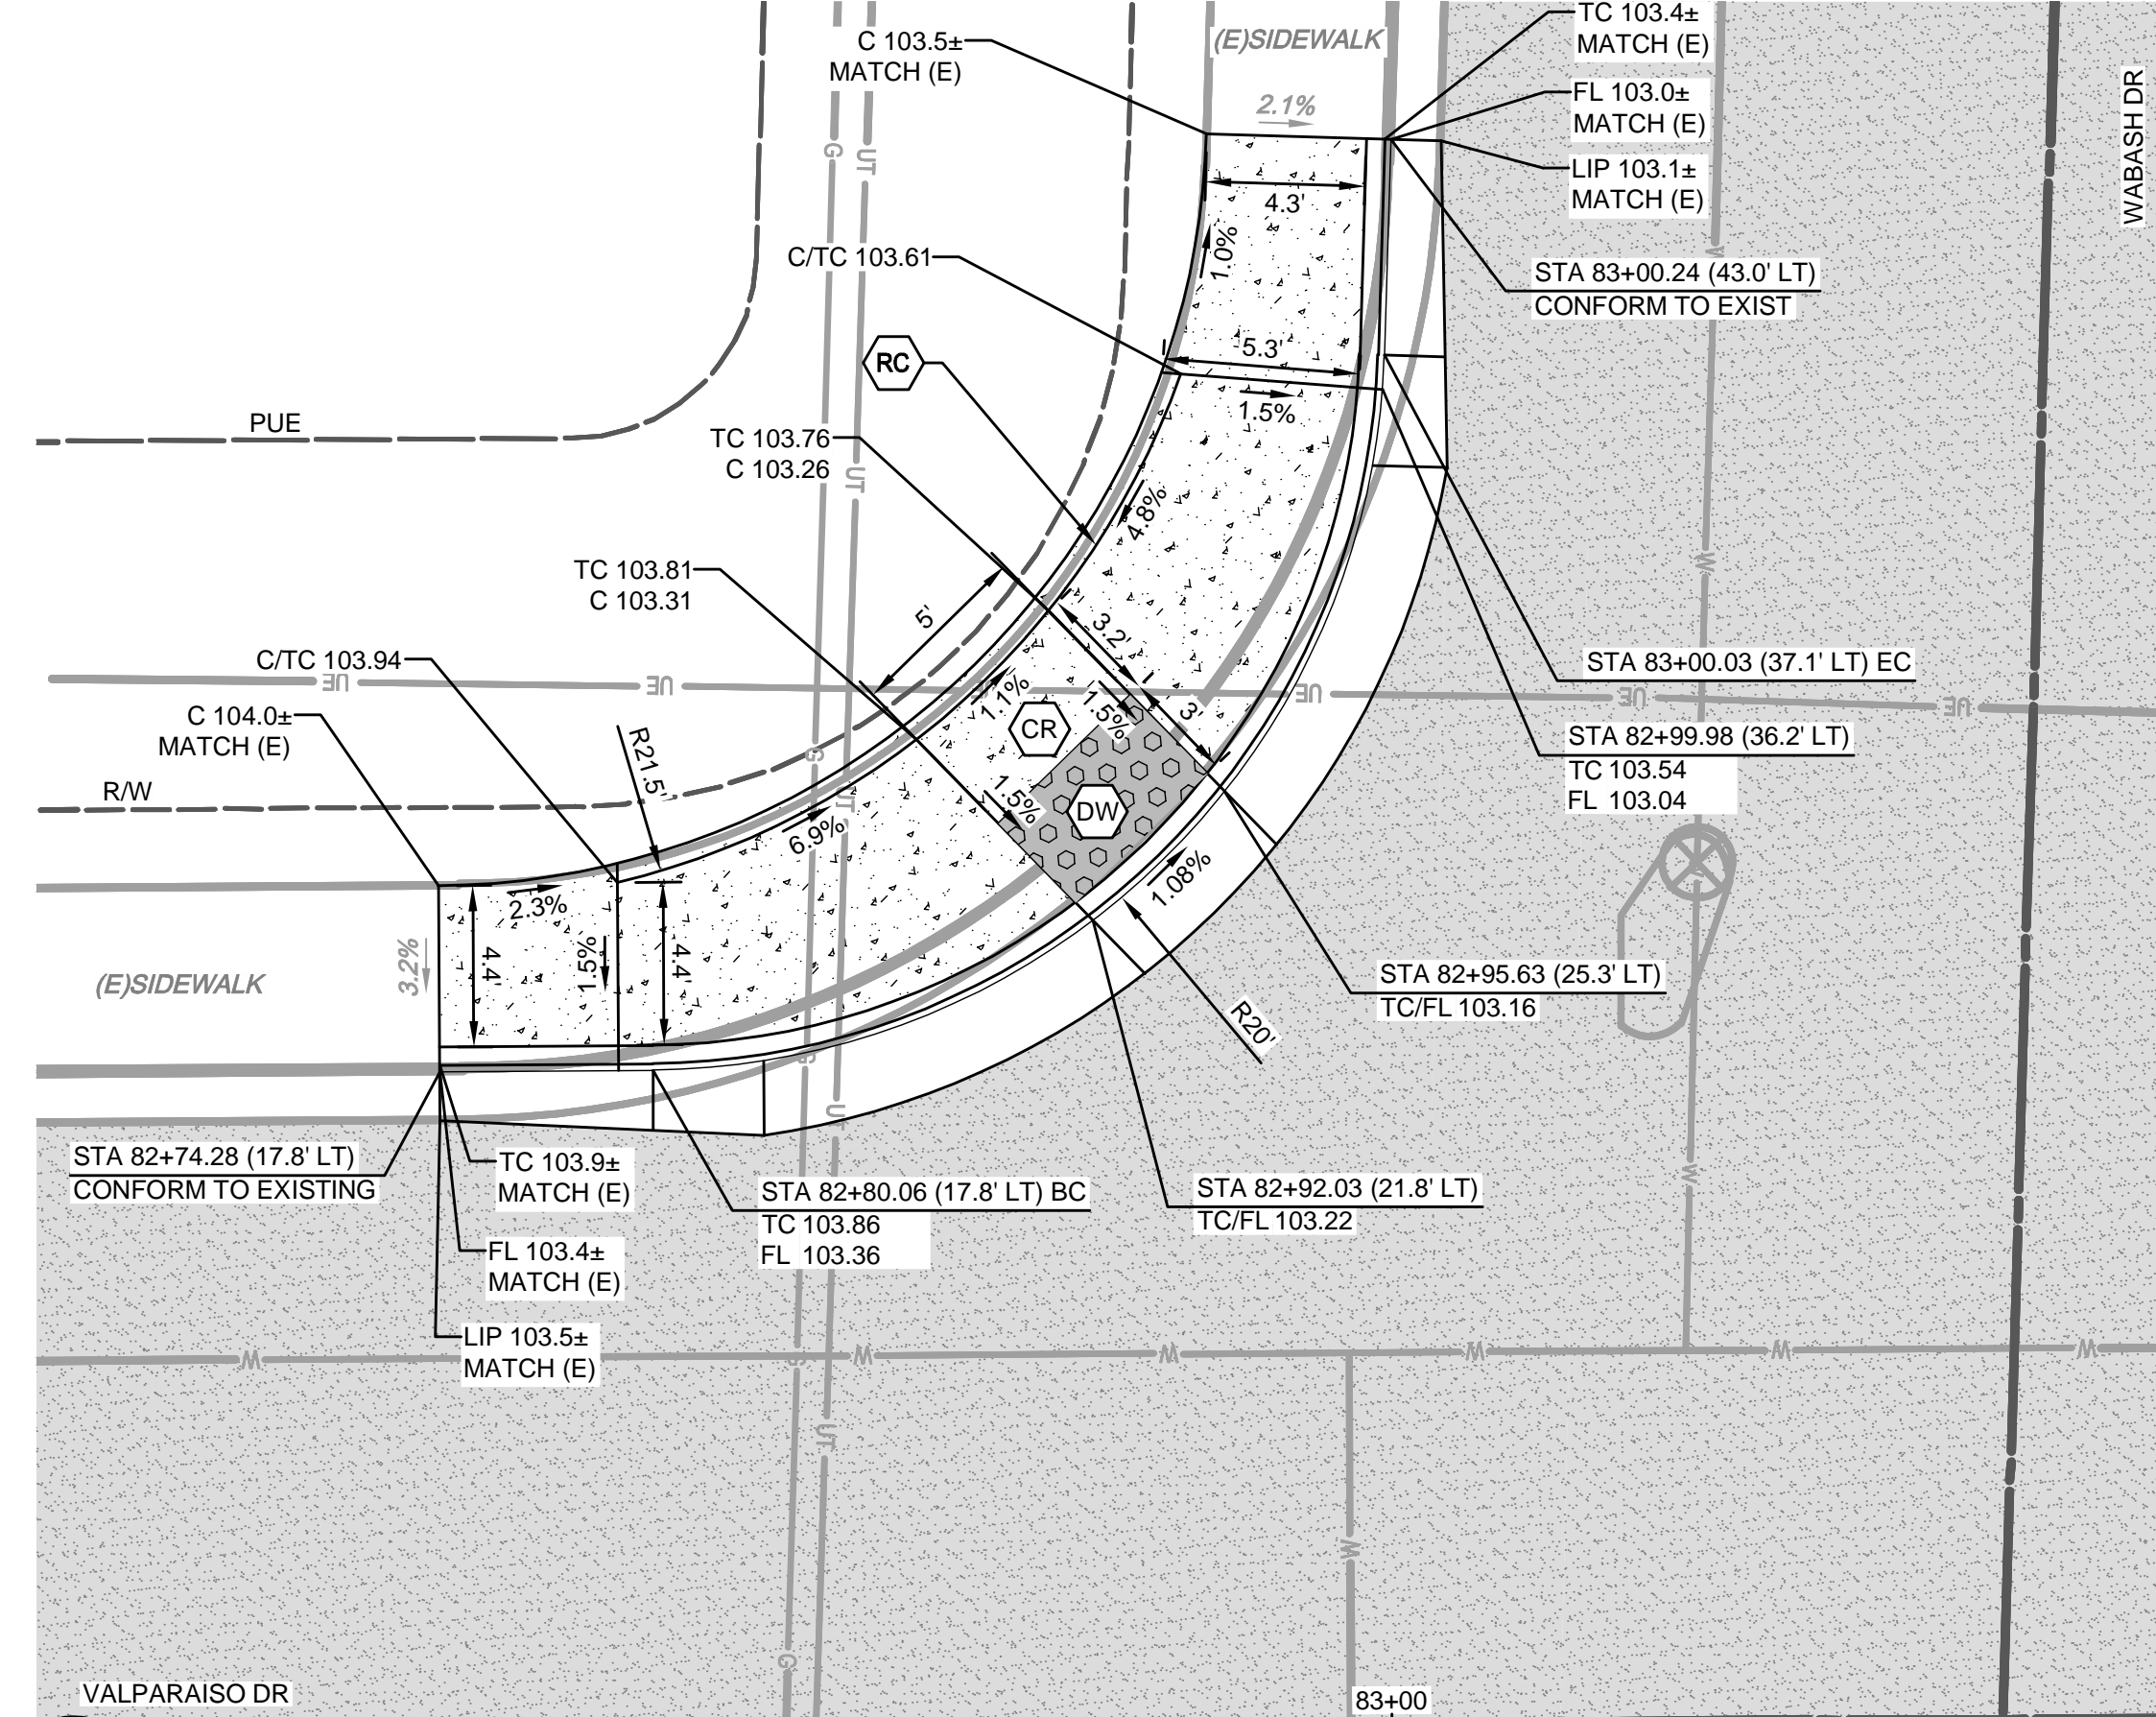 C 103.5±
MATCH (E)
(E)SIDEWALK
TC 103.4±
MATCH (E)
2.1%
FL 103.0±
MATCH (E)
LIP 103.1±
MATCH (E)
WABASH DR
G
UT
4.3'
1.0%
C/TC 103.61
STA 83+00.24 (43.0' LT)
CONFORM TO EXIST
W
RC
5.3'
1.5%
PUE
TC 103.76
C 103.26
UT
4.8%
W
TC 103.81
C 103.31
5'
3.2'
C/TC 103.94
UE
UE
UE
UE
UE
STA 83+00.03 (37.1' LT) EC
1.1%
1.5%
3'
CR
C 104.0±
MATCH (E)
R21.5'
G
STA 82+99.98 (36.2' LT)
TC 103.54
FL 103.04
R/W
UT
6.9%
1.5%
DW
2.3%
1.08%
3.2%
4.4'
1.5%
4.4'
(E)SIDEWALK
STA 82+95.63 (25.3' LT)
TC/FL 103.16
R20'
G
UT
W
STA 82+74.28 (17.8' LT)
CONFORM TO EXISTING
TC 103.9±
MATCH (E)
STA 82+80.06 (17.8' LT) BC
TC 103.86
FL 103.36
STA 82+92.03 (21.8' LT)
TC/FL 103.22
FL 103.4±
MATCH (E)
LIP 103.5±
MATCH (E)
W
G
W
W
W
W
W
UT
W
G
VALPARAISO DR
83+00